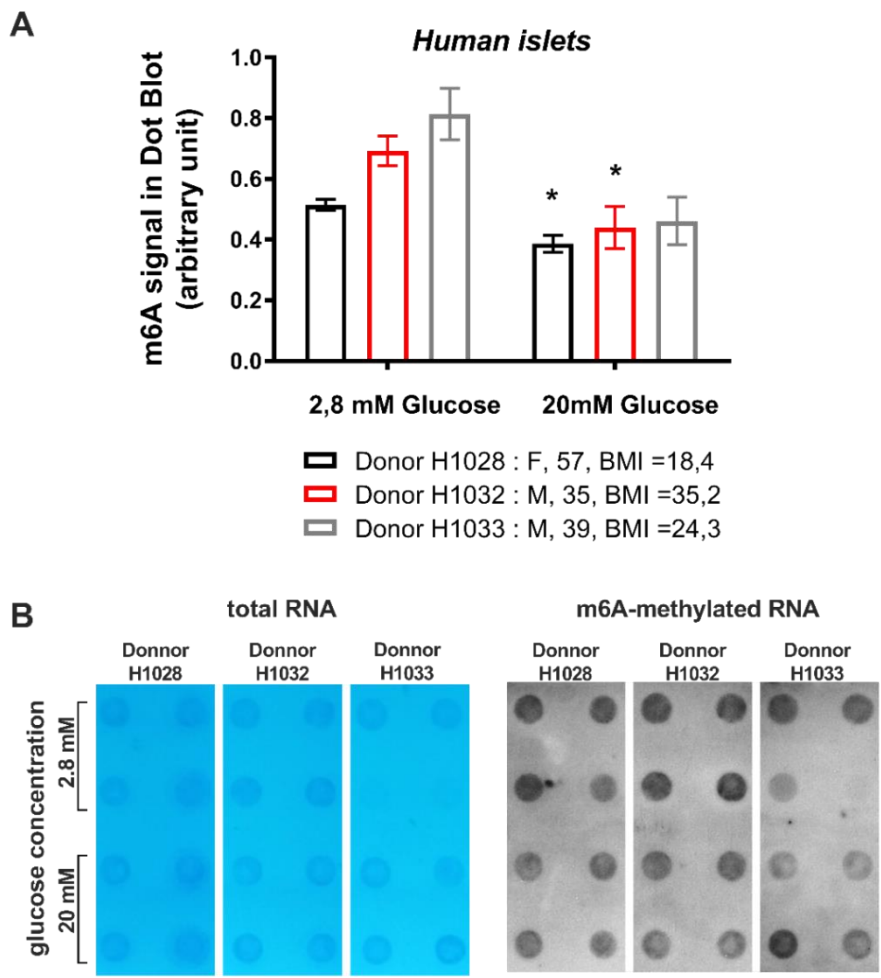 A
Human islets
m6A signal in Dot Blot
(arbitrary unit)
1.0
0.8
0.6
0.4
0.2
0.0
*
*
2,8 mM Glucose
20mM Glucose
Donor H1028 : F, 57, BMI =18,4
Donor H1032 : M, 35, BMI =35,2
Donor H1033 : M, 39, BMI =24,3
B
total RNA
m6A-methylated RNA
Donnor
H1028
Donnor
H1032
Donnor
H1033
Donnor
H1028
Donnor
H1032
Donnor
H1033
glucose concentration
2.8 mM
20 mM